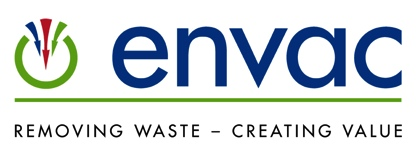 envac
REMOVING WASTE – CREATING VALUE